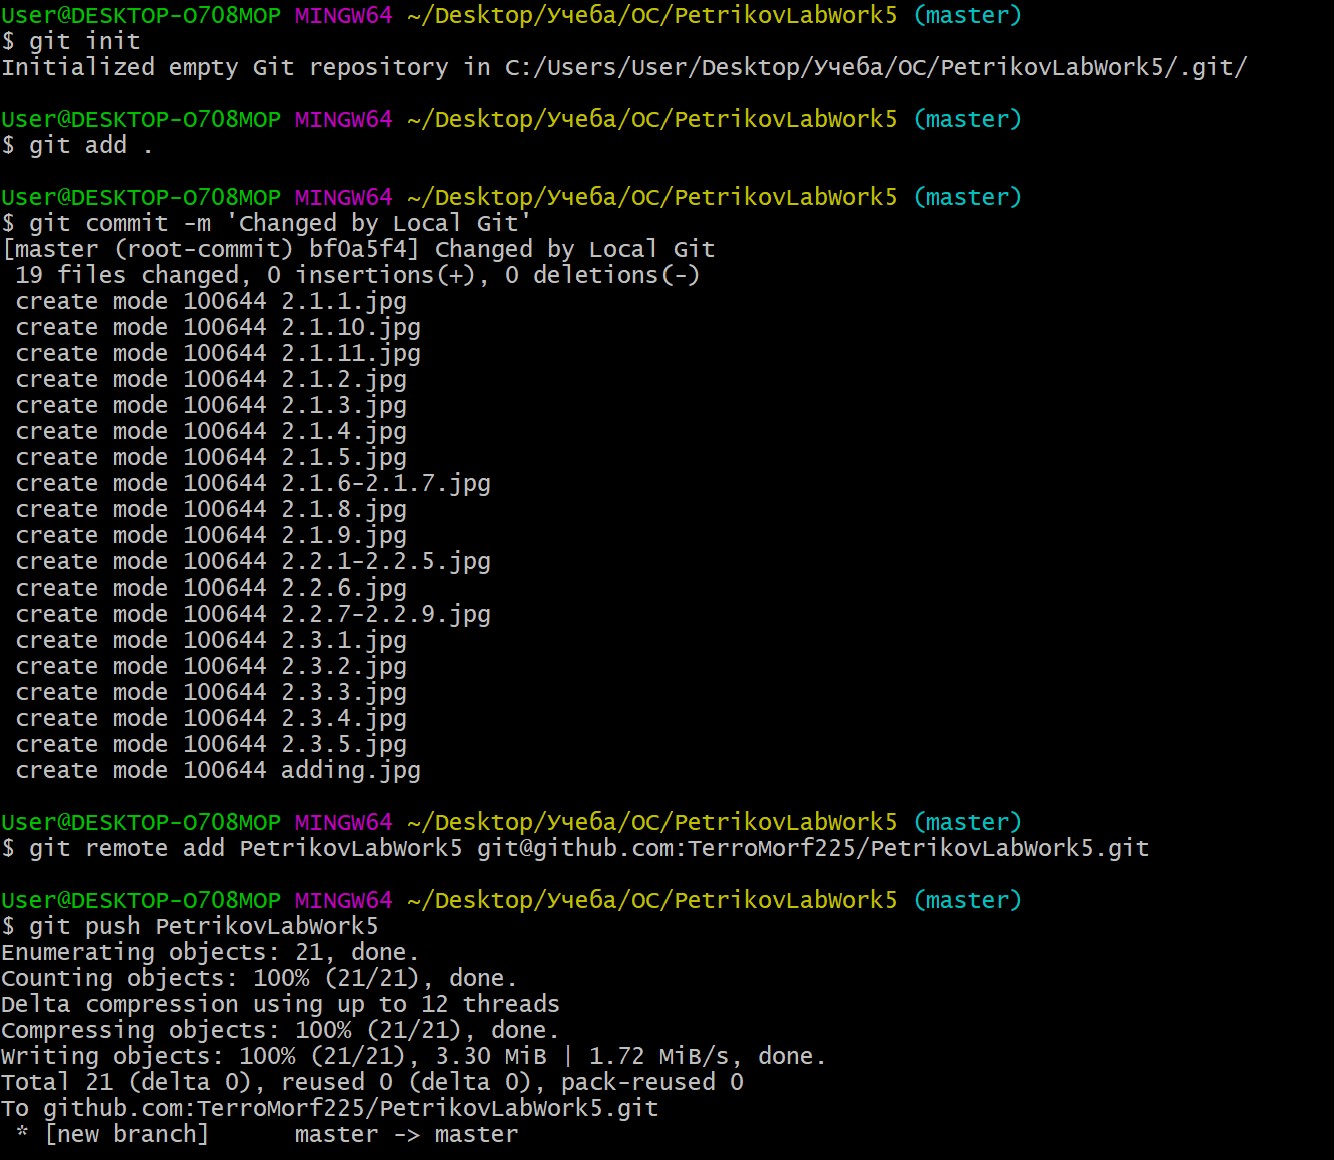 User@DESKTOP-O708MOP MINGW64 ~/Desktop/Учеба/ОС/PetrikovLabWork5 (master)
$ git init
Initialized empty Git repository in C:/Users/User/Desktop/Учеба/ОС/PetrikovLabWork5/.git/
User@DESKTOP-O708MOP MINGW64 ~/Desktop/Учеба/ОС/PetrikovLabWork5 (master)
$ git add .
User@DESKTOP-O708MOP MINGW64 ~/Desktop/Учеба/ОС/PetrikovLabWork5 (master)
$ git commit -m 'Changed by Local Git'
[master (root-commit) bf0a5f4] Changed by Local Git
 19 files changed, 0 insertions(+), 0 deletions(-)
 create mode 100644 2.1.1.jpg
 create mode 100644 2.1.10.jpg
 create mode 100644 2.1.11.jpg
 create mode 100644 2.1.2.jpg
 create mode 100644 2.1.3.jpg
 create mode 100644 2.1.4.jpg
 create mode 100644 2.1.5.jpg
 create mode 100644 2.1.6-2.1.7.jpg
 create mode 100644 2.1.8.jpg
 create mode 100644 2.1.9.jpg
 create mode 100644 2.2.1-2.2.5.jpg
 create mode 100644 2.2.6.jpg
 create mode 100644 2.2.7-2.2.9.jpg
 create mode 100644 2.3.1.jpg
 create mode 100644 2.3.2.jpg
 create mode 100644 2.3.3.jpg
 create mode 100644 2.3.4.jpg
 create mode 100644 2.3.5.jpg
 create mode 100644 adding.jpg
User@DESKTOP-O708MOP MINGW64 ~/Desktop/Учеба/ОС/PetrikovLabWork5 (master)
$ git remote add PetrikovLabWork5 git@github.com:TerroMorf225/PetrikovLabWork5.git
User@DESKTOP-O708MOP MINGW64 ~/Desktop/Учеба/ОС/PetrikovLabWork5 (master)
$ git push PetrikovLabWork5
Enumerating objects: 21, done.
Counting objects: 100% (21/21), done.
Delta compression using up to 12 threads
Compressing objects: 100% (21/21), done.
Writing objects: 100% (21/21), 3.30 MiB | 1.72 MiB/s, done.
Total 21 (delta 0), reused 0 (delta 0), pack-reused 0
To github.com:TerroMorf225/PetrikovLabWork5.git
 * [new branch]      master -> master